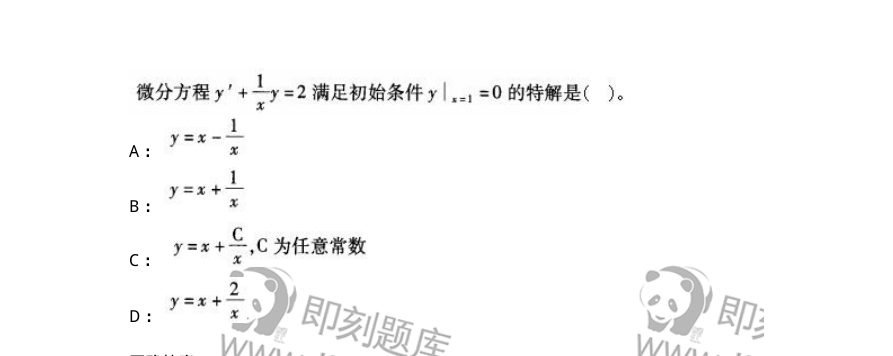 微分方程 y′ + 1/x y = 2 满足初始条件 y|ₓ₌₁ = 0 的特解是( )。
A： y = x − 1/x
B： y = x + 1/x
C： y = x + C/x ,C 为任意常数
D： y = x + 2/x
即刻题库
即